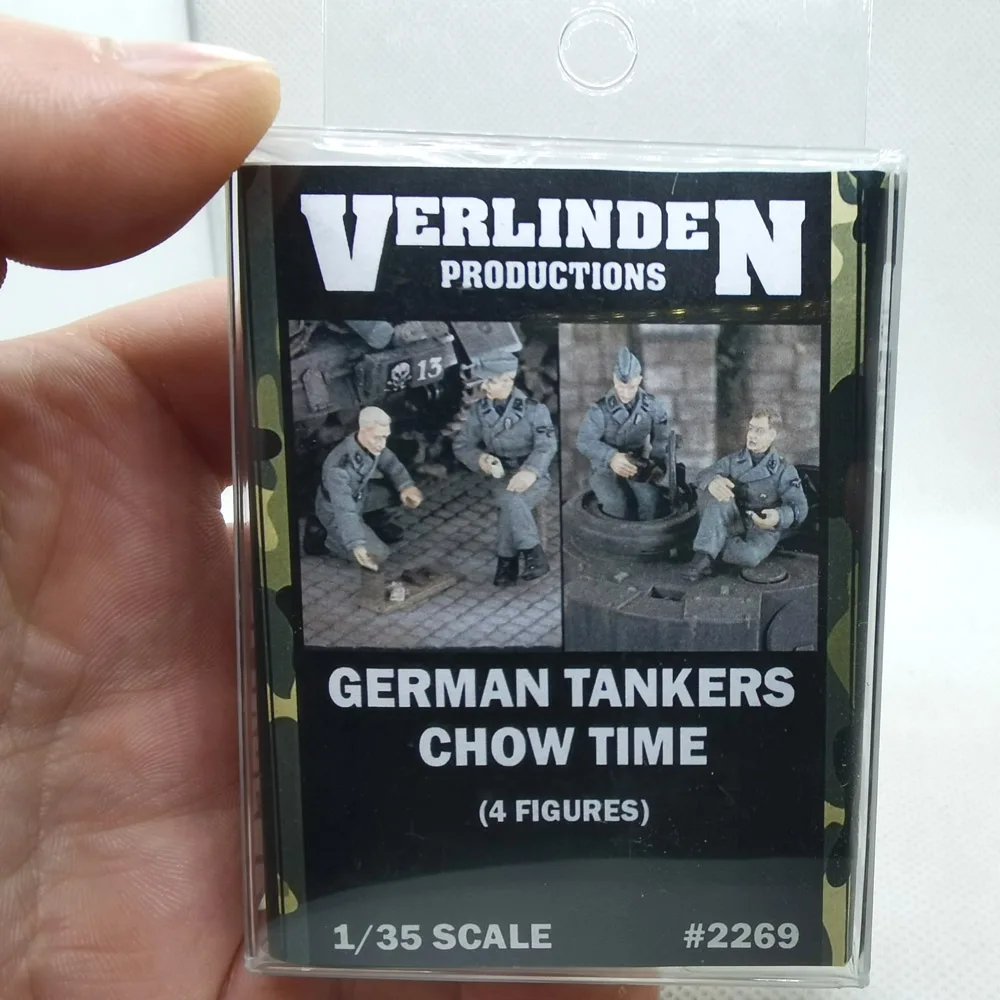 VERLINDEN
PRODUCTIONS
13
GERMAN TANKERS
CHOW TIME
(4 FIGURES)
1/35 SCALE
#2269